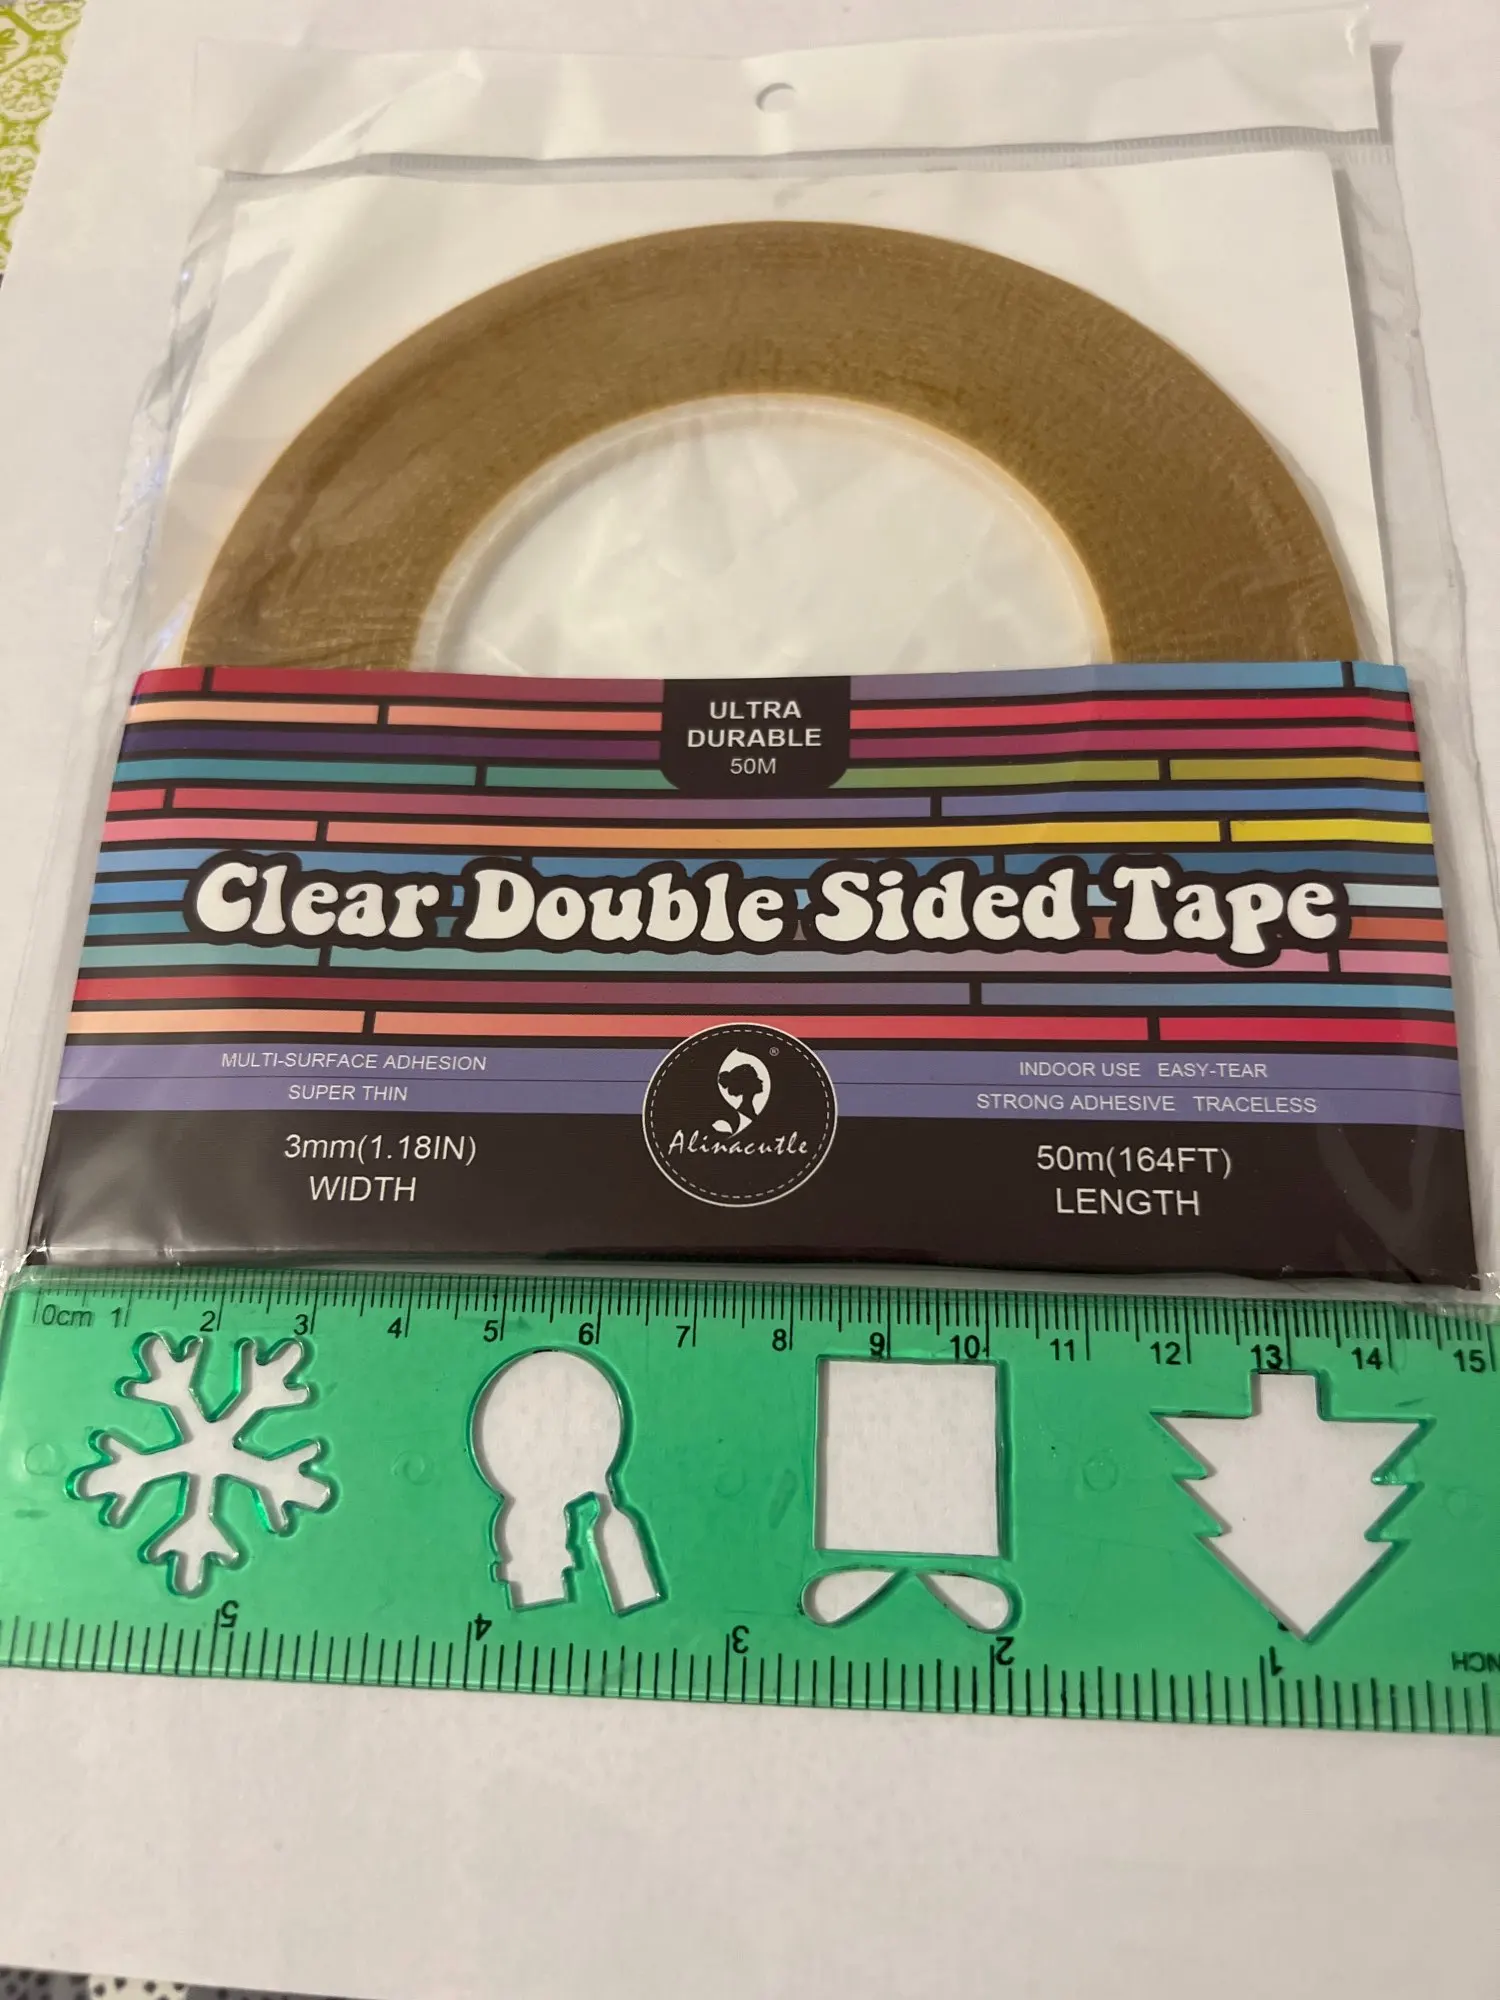 ULTRA
DURABLE
50M
Clear Double Sided Tape
MULTI-SURFACE ADHESION
SUPER THIN
INDOOR USE EASY-TEAR
STRONG ADHESIVE TRACELESS
3mm(1.18IN)
WIDTH
®
Alinacutle
50m(164FT)
LENGTH
0cm 1 2 3 4 5 6 7 8 9 10 11 12 13 14 15
5 4 3 2 1